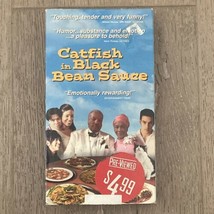 "Touching, tender and very funny!"
"Humor... substance and enough
...a pleasure to behold!"
Catfish
in Black
Bean Sauce
"Emotionally rewarding!"
PRE-VIEWED
$4.99